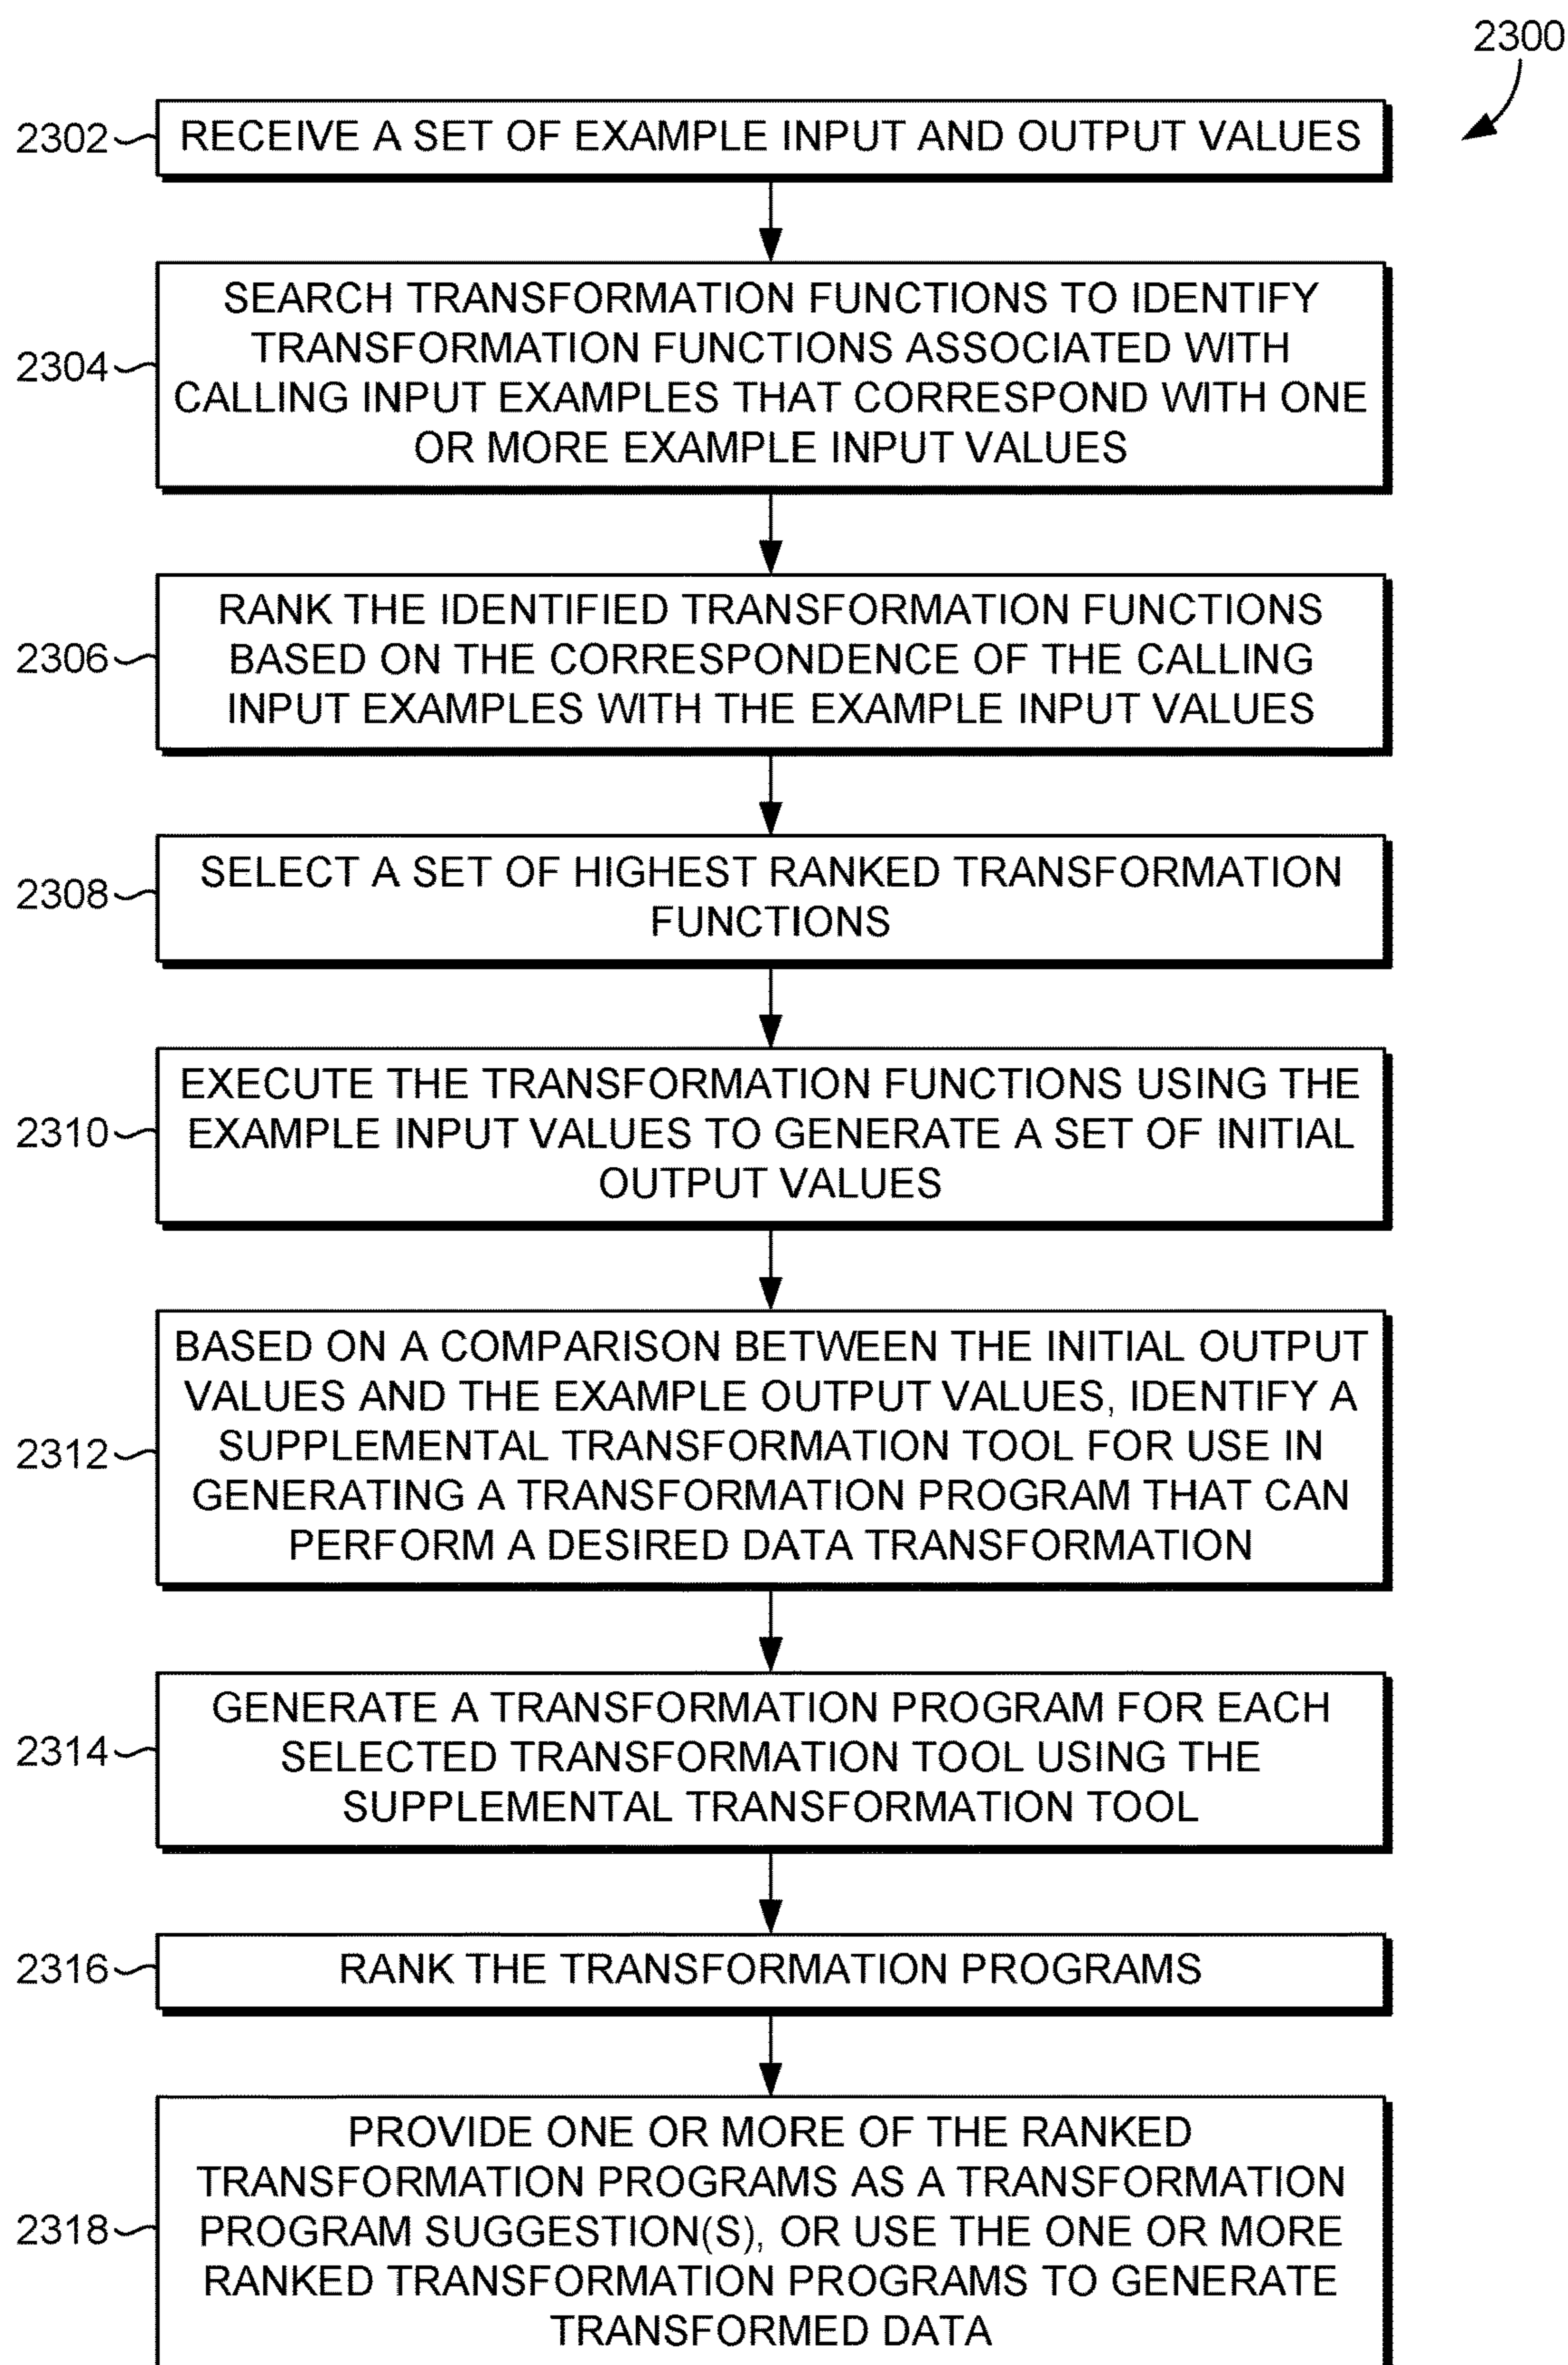 2300
2302
RECEIVE A SET OF EXAMPLE INPUT AND OUTPUT VALUES
2304
SEARCH TRANSFORMATION FUNCTIONS TO IDENTIFY
TRANSFORMATION FUNCTIONS ASSOCIATED WITH
CALLING INPUT EXAMPLES THAT CORRESPOND WITH ONE
OR MORE EXAMPLE INPUT VALUES
2306
RANK THE IDENTIFIED TRANSFORMATION FUNCTIONS
BASED ON THE CORRESPONDENCE OF THE CALLING
INPUT EXAMPLES WITH THE EXAMPLE INPUT VALUES
2308
SELECT A SET OF HIGHEST RANKED TRANSFORMATION
FUNCTIONS
2310
EXECUTE THE TRANSFORMATION FUNCTIONS USING THE
EXAMPLE INPUT VALUES TO GENERATE A SET OF INITIAL
OUTPUT VALUES
2312
BASED ON A COMPARISON BETWEEN THE INITIAL OUTPUT
VALUES AND THE EXAMPLE OUTPUT VALUES, IDENTIFY A
SUPPLEMENTAL TRANSFORMATION TOOL FOR USE IN
GENERATING A TRANSFORMATION PROGRAM THAT CAN
PERFORM A DESIRED DATA TRANSFORMATION
2314
GENERATE A TRANSFORMATION PROGRAM FOR EACH
SELECTED TRANSFORMATION TOOL USING THE
SUPPLEMENTAL TRANSFORMATION TOOL
2316
RANK THE TRANSFORMATION PROGRAMS
2318
PROVIDE ONE OR MORE OF THE RANKED
TRANSFORMATION PROGRAMS AS A TRANSFORMATION
PROGRAM SUGGESTION(S), OR USE THE ONE OR MORE
RANKED TRANSFORMATION PROGRAMS TO GENERATE
TRANSFORMED DATA